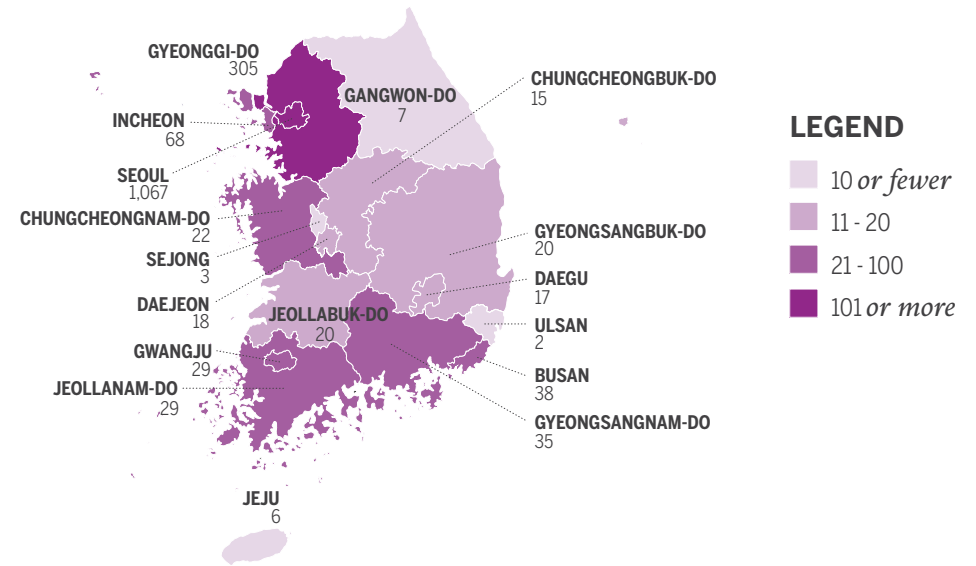 GYEONGGI-DO
305
GANGWON-DO
7
CHUNGCHEONGBUK-DO
15
INCHEON
68
SEOUL
1,067
CHUNGCHEONGNAM-DO
22
SEJONG
3
DAEJEON
18
GYEONGSANGBUK-DO
20
DAEGU
17
JEOLLABUK-DO
20
ULSAN
2
GWANGJU
29
JEOLLANAM-DO
29
BUSAN
38
GYEONGSANGNAM-DO
35
JEJU
6
LEGEND
10 or fewer
11 - 20
21 - 100
101 or more